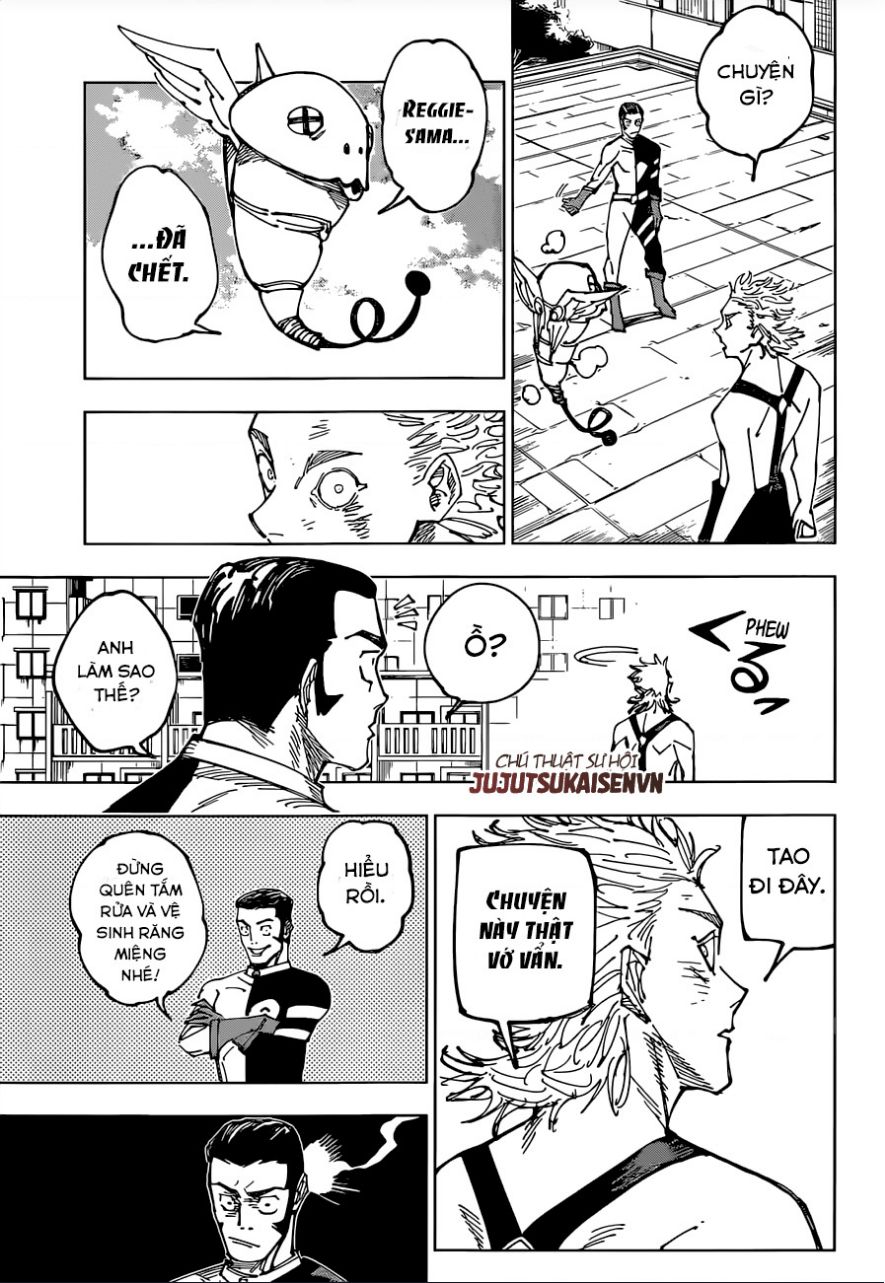 CHUYỆN
GÌ?
REGGIE-
SAMA...
...ĐÃ
CHẾT.
PHEW
Ồ?
ANH
LÀM SAO
THẾ?
CHÚ THUẬT SƯ HỒI
JUJUTSUKAISENVN
TAO
ĐI ĐÂY.
CHUYỆN
NÀY THẬT
VỚ VẨN.
HIỂU
RỒI.
ĐỪNG
QUÊN TẮM
RỬA VÀ VỆ
SINH RĂNG
MIỆNG
NHÉ!